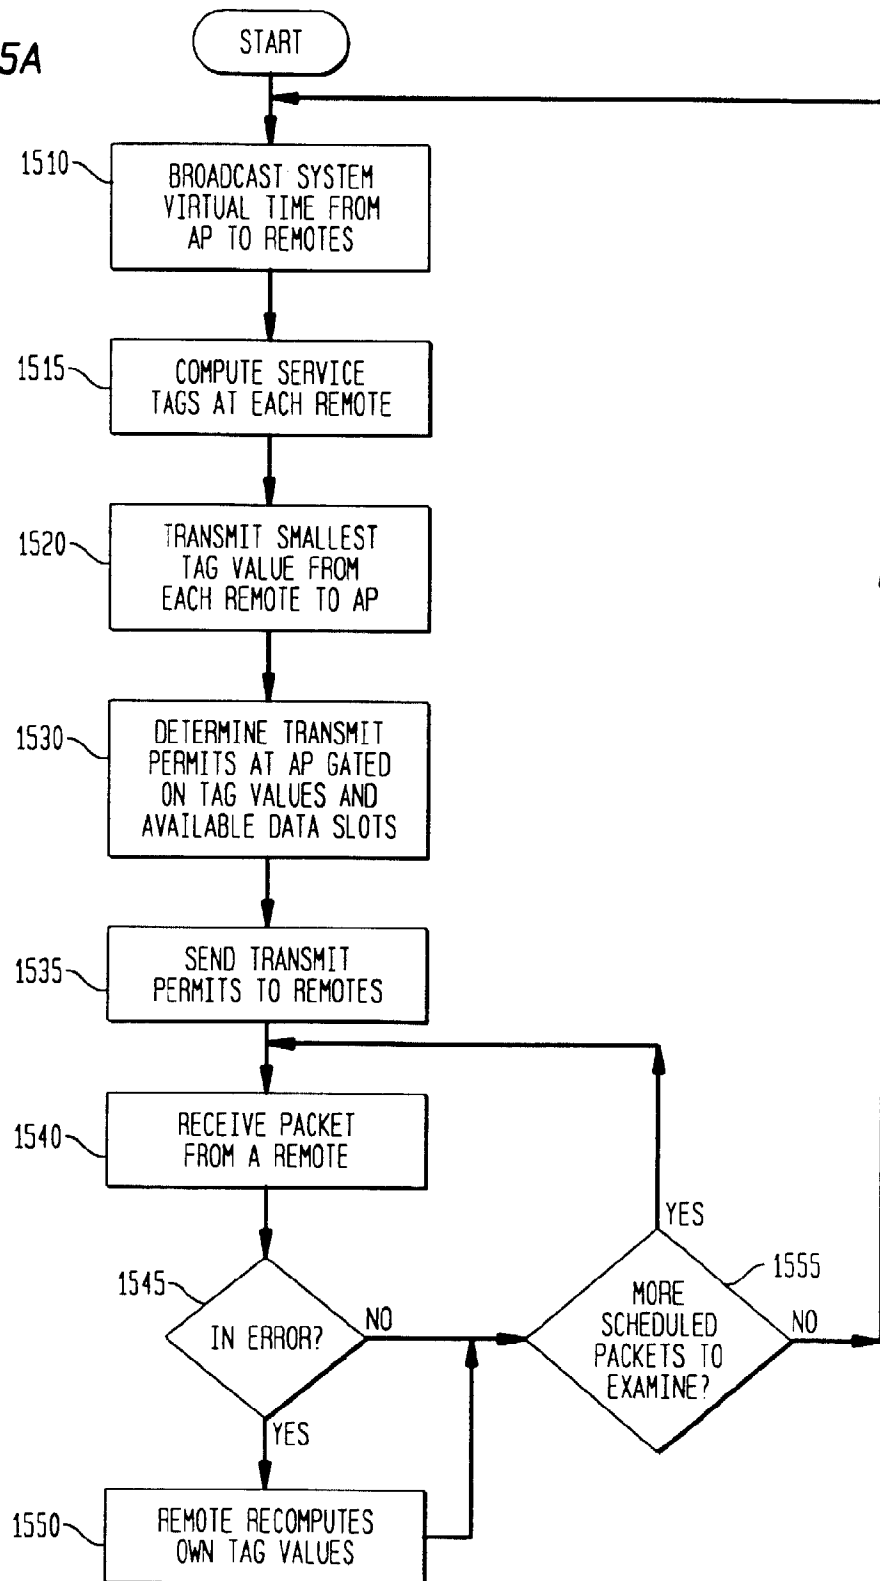 5A
START
1510
BROADCAST SYSTEM
VIRTUAL TIME FROM
AP TO REMOTES
1515
COMPUTE SERVICE
TAGS AT EACH REMOTE
1520
TRANSMIT SMALLEST
TAG VALUE FROM
EACH REMOTE TO AP
1530
DETERMINE TRANSMIT
PERMITS AT AP GATED
ON TAG VALUES AND
AVAILABLE DATA SLOTS
1535
SEND TRANSMIT
PERMITS TO REMOTES
1540
RECEIVE PACKET
FROM A REMOTE
1545
IN ERROR?
NO
YES
1555
MORE
SCHEDULED
PACKETS TO
EXAMINE?
YES
NO
1550
REMOTE RECOMPUTES
OWN TAG VALUES